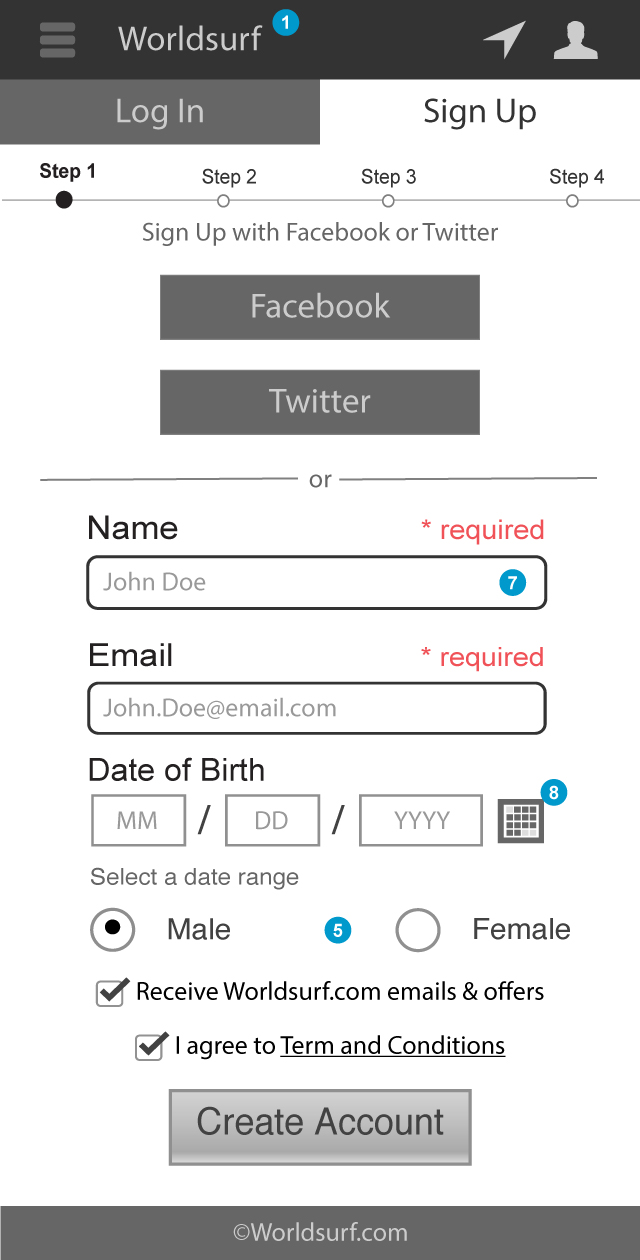 Worldsurf 1
Log In Sign Up
Step 1 Step 2 Step 3 Step 4
Sign Up with Facebook or Twitter
Facebook
Twitter
or
Name * required
John Doe 7
Email * required
John.Doe@email.com
Date of Birth
8
MM / DD / YYYY
Select a date range
Male 5 Female
Receive Worldsurf.com emails & offers
I agree to Term and Conditions
Create Account
©Worldsurf.com